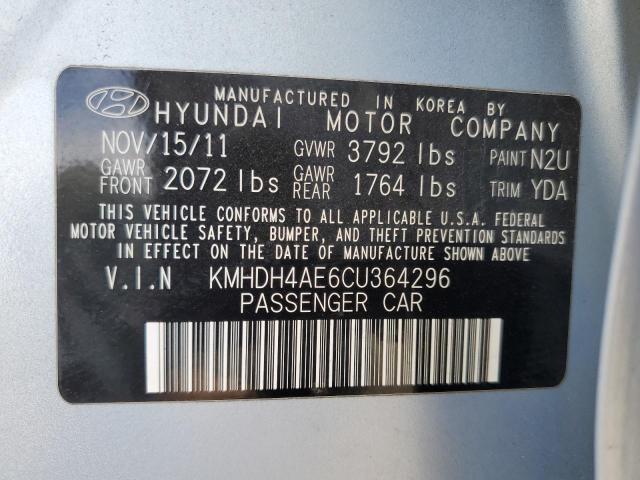 MANUFACTURED IN KOREA BY
HYUNDAI MOTOR COMPANY
NOV/15/11 GVWR 3792 lbs PAINT N2U
GAWR FRONT 2072 lbs GAWR REAR 1764 lbs TRIM YDA
THIS VEHICLE CONFORMS TO ALL APPLICABLE U.S.A. FEDERAL
MOTOR VEHICLE SAFETY, BUMPER, AND THEFT PREVENTION STANDARDS
IN EFFECT ON THE DATE OF MANUFACTURE SHOWN ABOVE
V.I.N KMHDH4AE6CU364296
PASSENGER CAR